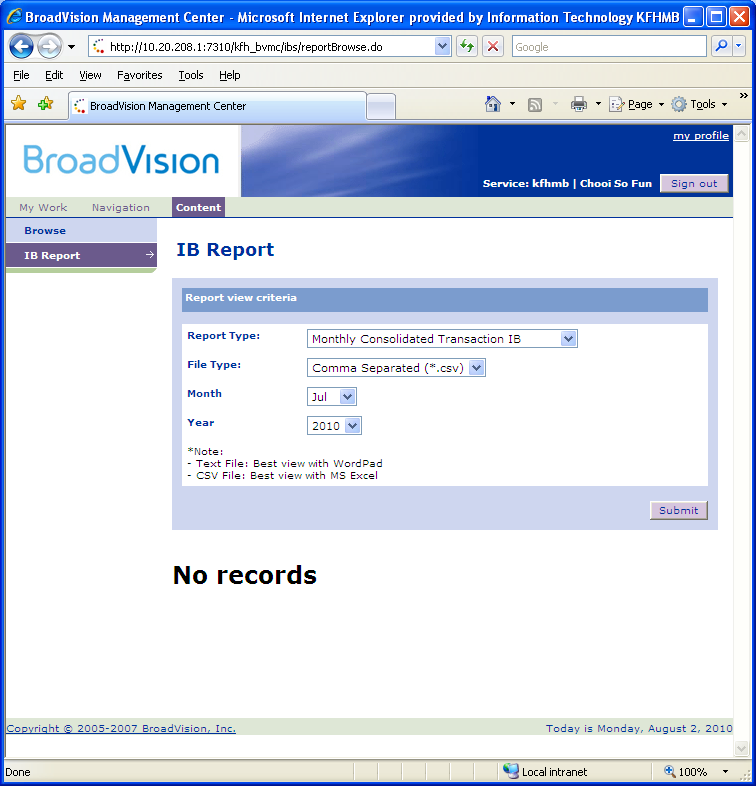 BroadVision Management Center - Microsoft Internet Explorer provided by Information Technology KFHMB
http://10.20.208.1:7310/kfh_bvmc/ibs/reportBrowse.do
Google
File Edit View Favorites Tools Help
BroadVision Management Center
Page Tools
my profile
BroadVision
Service: kfhmb | Chooi So Fun Sign out
My Work Navigation Content
Browse
IB Report
IB Report
Report view criteria
Report Type: Monthly Consolidated Transaction IB
File Type: Comma Separated (*.csv)
Month Jul
Year 2010
*Note:
- Text File: Best view with WordPad
- CSV File: Best view with MS Excel
Submit
No records
Copyright © 2005-2007 BroadVision, Inc. Today is Monday, August 2, 2010
Done Local intranet 100%